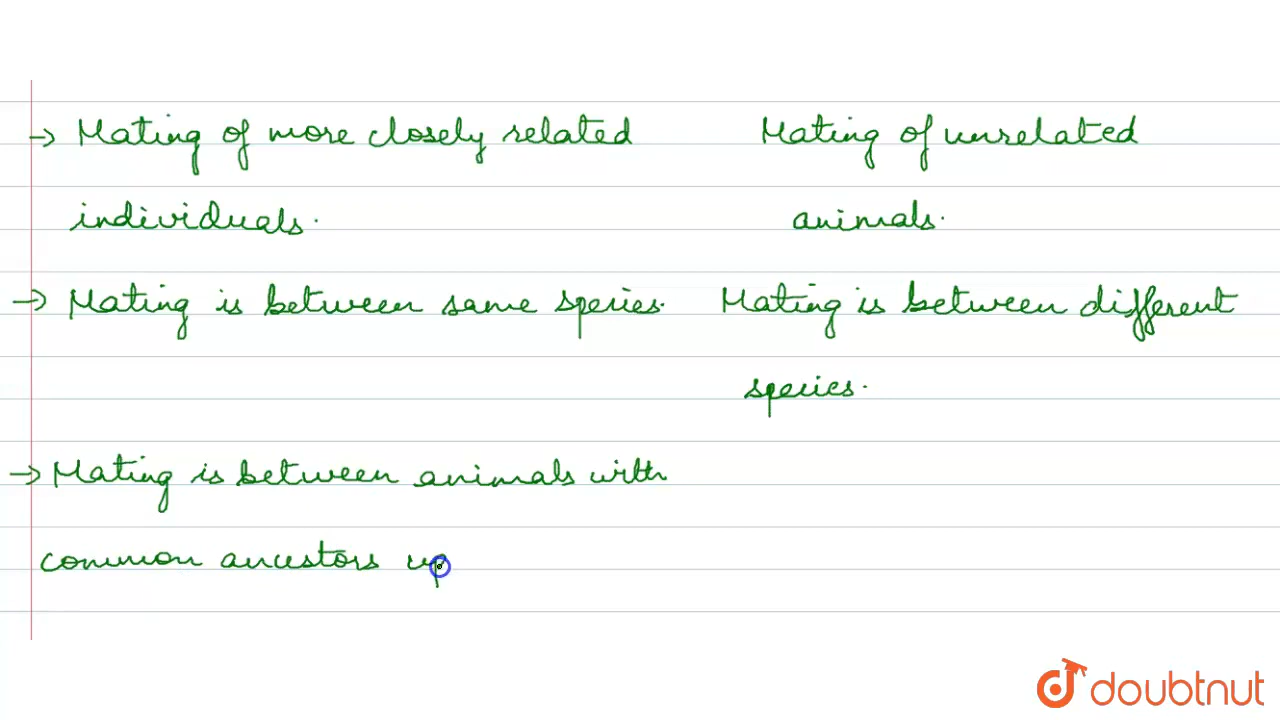 → Mating of more closely related Mating of unrelated
individuals. animals.
→ Mating is between same species. Mating is between different
species.
→ Mating is between animals with
common ancestors up
doubtnut